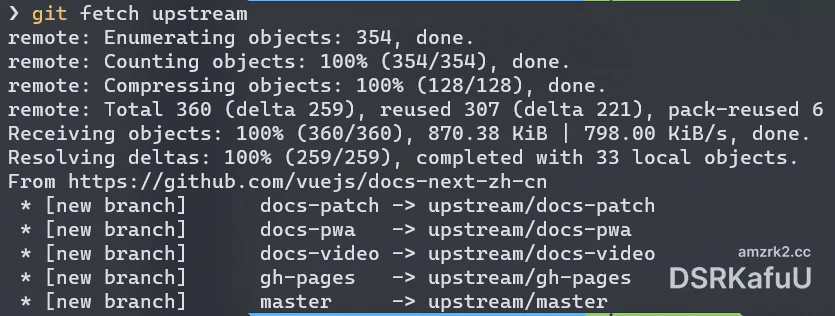 ❯ git fetch upstream
remote: Enumerating objects: 354, done.
remote: Counting objects: 100% (354/354), done.
remote: Compressing objects: 100% (128/128), done.
remote: Total 360 (delta 259), reused 307 (delta 221), pack-reused 6
Receiving objects: 100% (360/360), 870.38 KiB | 798.00 KiB/s, done.
Resolving deltas: 100% (259/259), completed with 33 local objects.
From https://github.com/vuejs/docs-next-zh-cn
 * [new branch]      docs-patch -> upstream/docs-patch
 * [new branch]      docs-pwa   -> upstream/docs-pwa
 * [new branch]      docs-video -> upstream/docs-video
 * [new branch]      gh-pages   -> upstream/gh-pages
 * [new branch]      master     -> upstream/master
amzrk2.cc
DSRKafuU